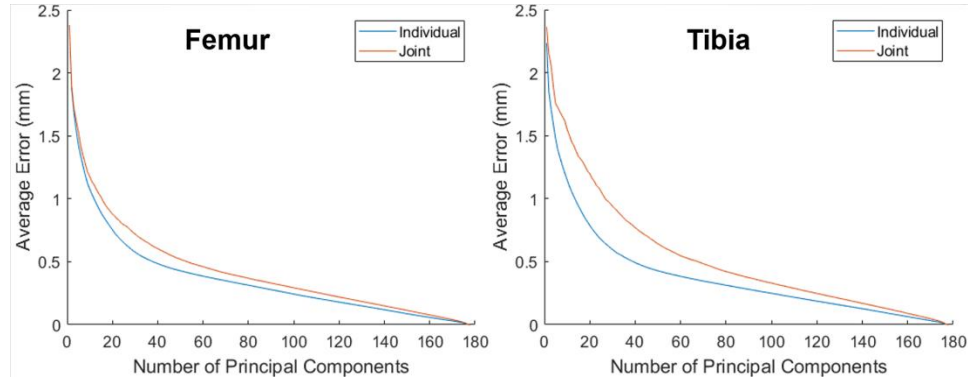 Femur
Individual
Joint
2.5
2
1.5
1
0.5
0
Average Error (mm)
0 20 40 60 80 100 120 140 160 180
Number of Principal Components
Tibia
Individual
Joint
2.5
2
1.5
1
0.5
0
Average Error (mm)
0 20 40 60 80 100 120 140 160 180
Number of Principal Components